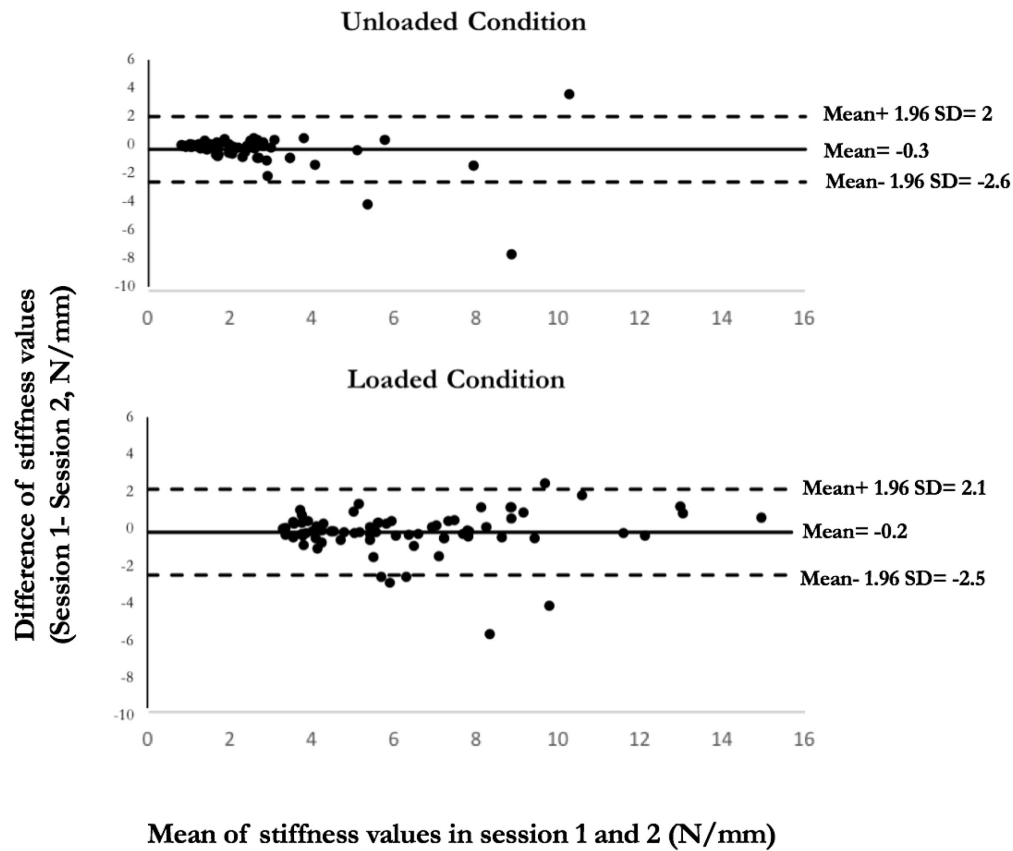 Unloaded Condition
6
4
2
0
-2
-4
-6
-8
-10
Mean+ 1.96 SD= 2
Mean= -0.3
Mean- 1.96 SD= -2.6
0 2 4 6 8 10 12 14 16
Difference of stiffness values
(Session 1- Session 2, N/mm)
Loaded Condition
6
4
2
0
-2
-4
-6
-8
-10
Mean+ 1.96 SD= 2.1
Mean= -0.2
Mean- 1.96 SD= -2.5
0 2 4 6 8 10 12 14 16
Mean of stiffness values in session 1 and 2 (N/mm)